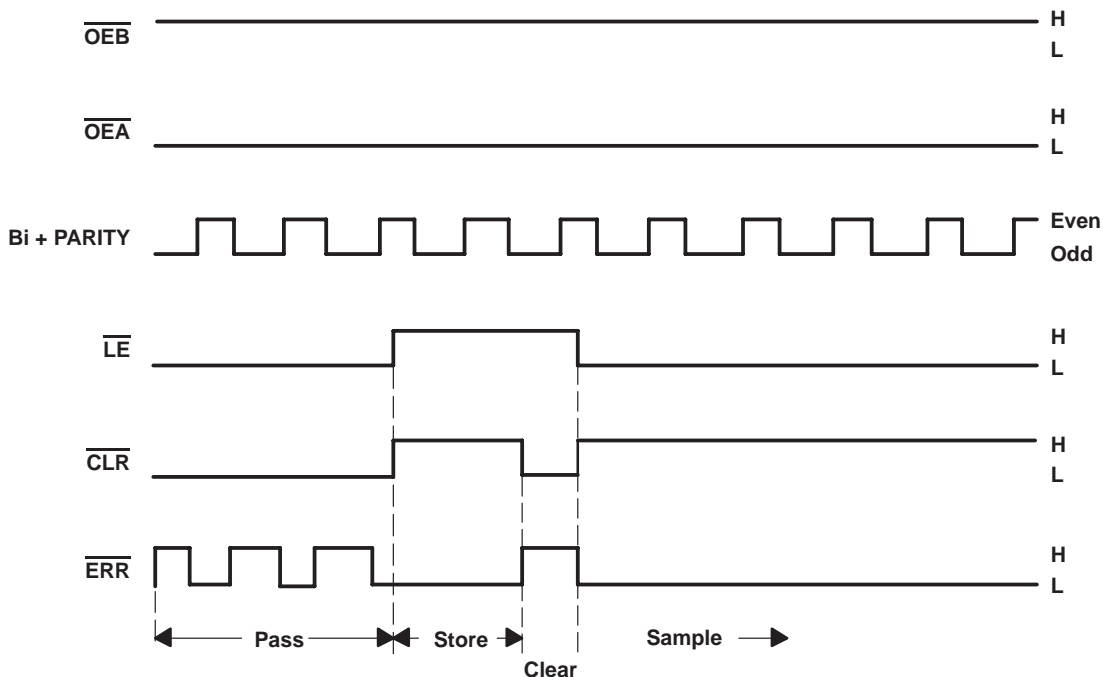 OEB
H
L
OEA
H
L
Bi + PARITY
Even
Odd
LE
H
L
CLR
H
L
ERR
H
L
Pass
Store
Sample
Clear